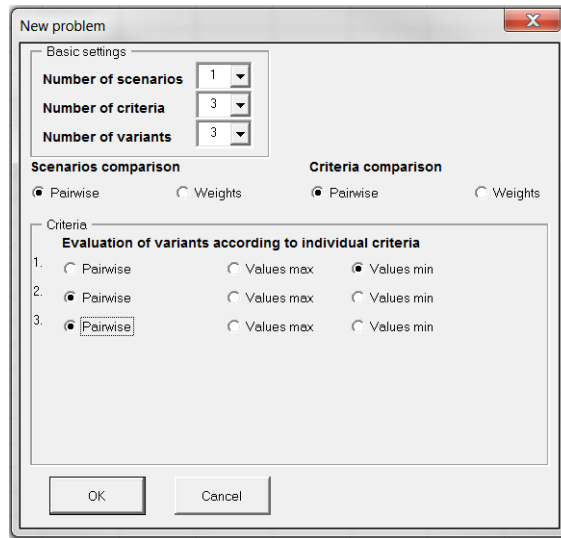 New problem
Basic settings
Number of scenarios 1
Number of criteria 3
Number of variants 3
Scenarios comparison Criteria comparison
Pairwise Weights Pairwise Weights
Criteria
Evaluation of variants according to individual criteria
1. Pairwise Values max Values min
2. Pairwise Values max Values min
3. Pairwise Values max Values min
OK Cancel